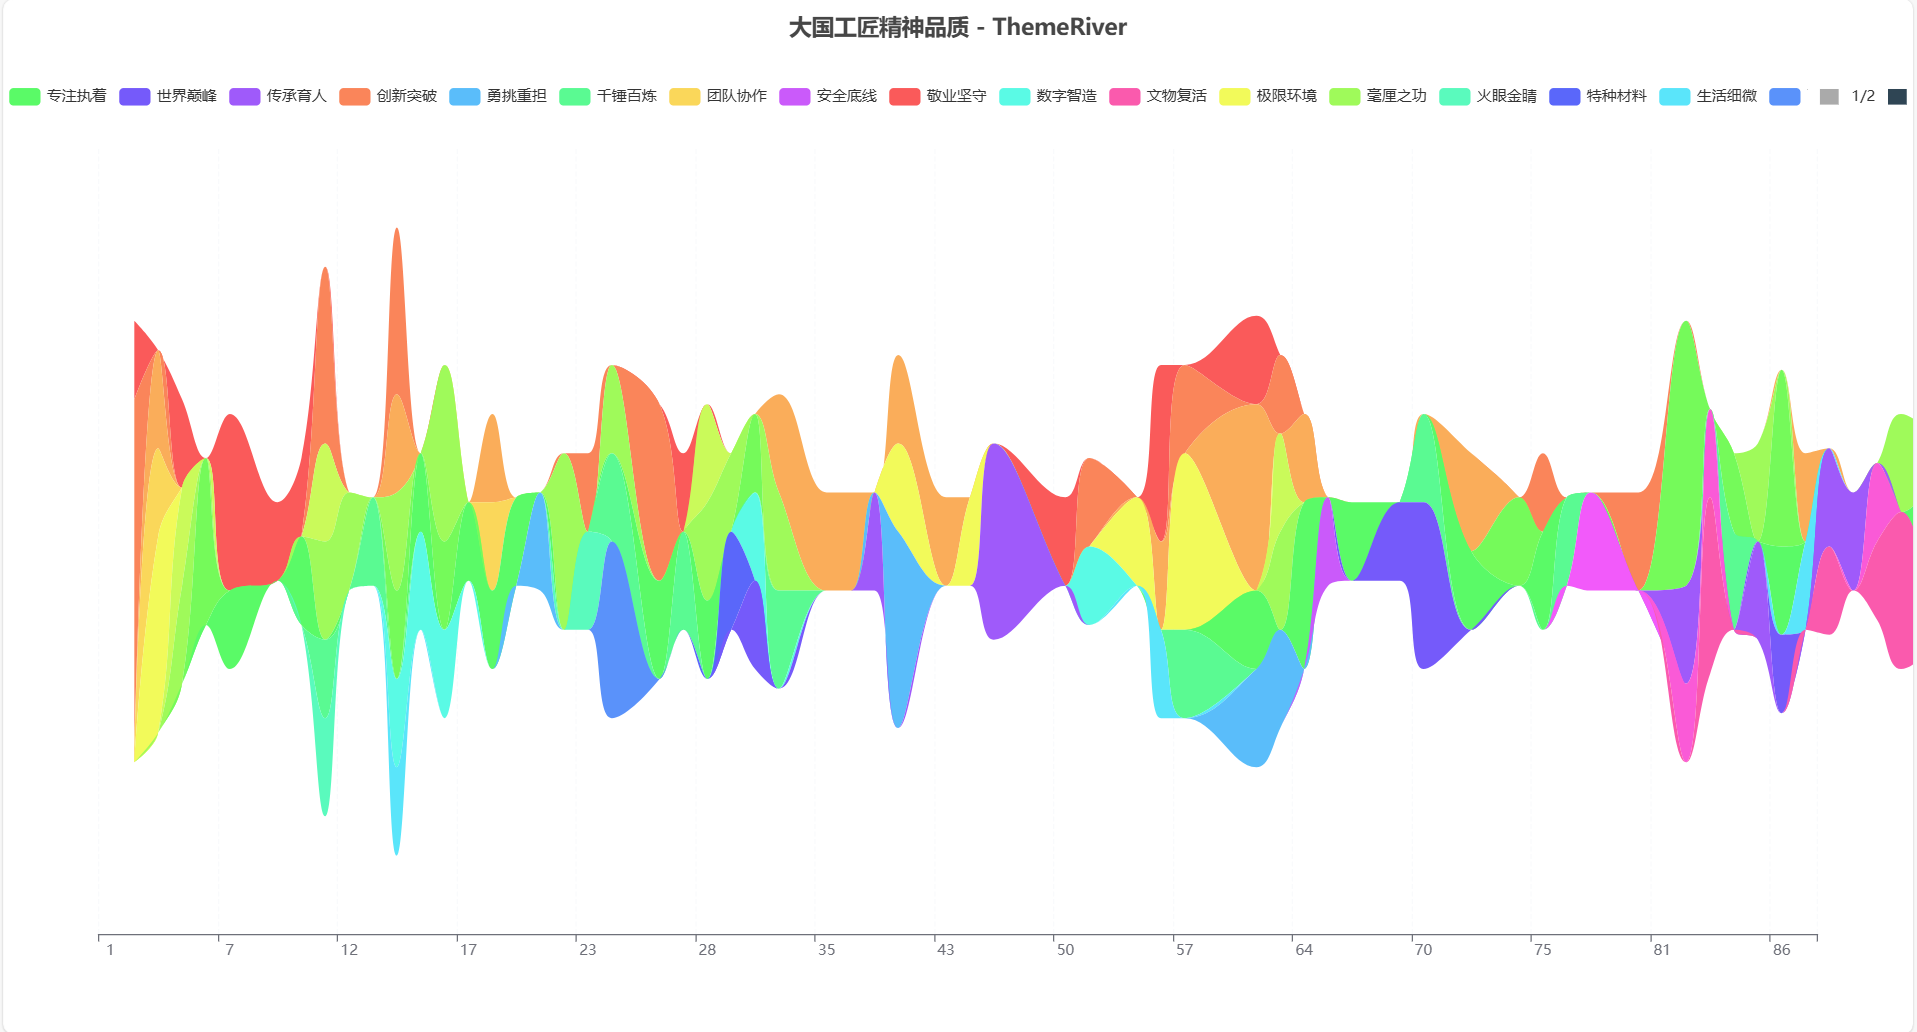 大国工匠精神品质 - ThemeRiver
专注执着 世界巅峰 传承育人 创新突破 勇挑重担 千锤百炼 团队协作 安全底线 敬业坚守 数字智造 文物复活 极限环境 毫厘之功 火眼金睛 特种材料 生活细微 1/2
1 7 12 17 23 28 35 43 50 57 64 70 75 81 86